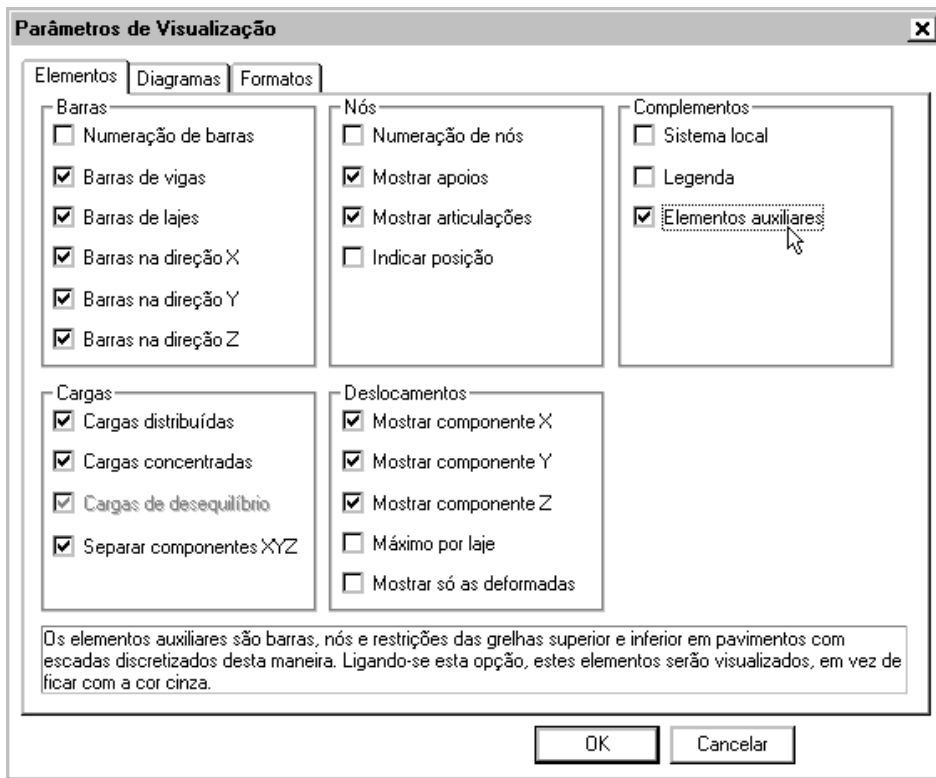 Parâmetros de Visualização
Elementos Diagramas Formatos
Barras
Numeração de barras
Barras de vigas
Barras de lajes
Barras na direção X
Barras na direção Y
Barras na direção Z
Nós
Numeração de nós
Mostrar apoios
Mostrar articulações
Indicar posição
Complementos
Sistema local
Legenda
Elementos auxiliares
Cargas
Cargas distribuídas
Cargas concentradas
Cargas de desequilíbrio
Separar componentes XYZ
Deslocamentos
Mostrar componente X
Mostrar componente Y
Mostrar componente Z
Máximo por laje
Mostrar só as deformadas
Os elementos auxiliares são barras, nós e restrições das grelhas superior e inferior em pavimentos com
escadas discretizados desta maneira. Ligando-se esta opção, estes elementos serão visualizados, em vez de
ficar com a cor cinza.
OK Cancelar